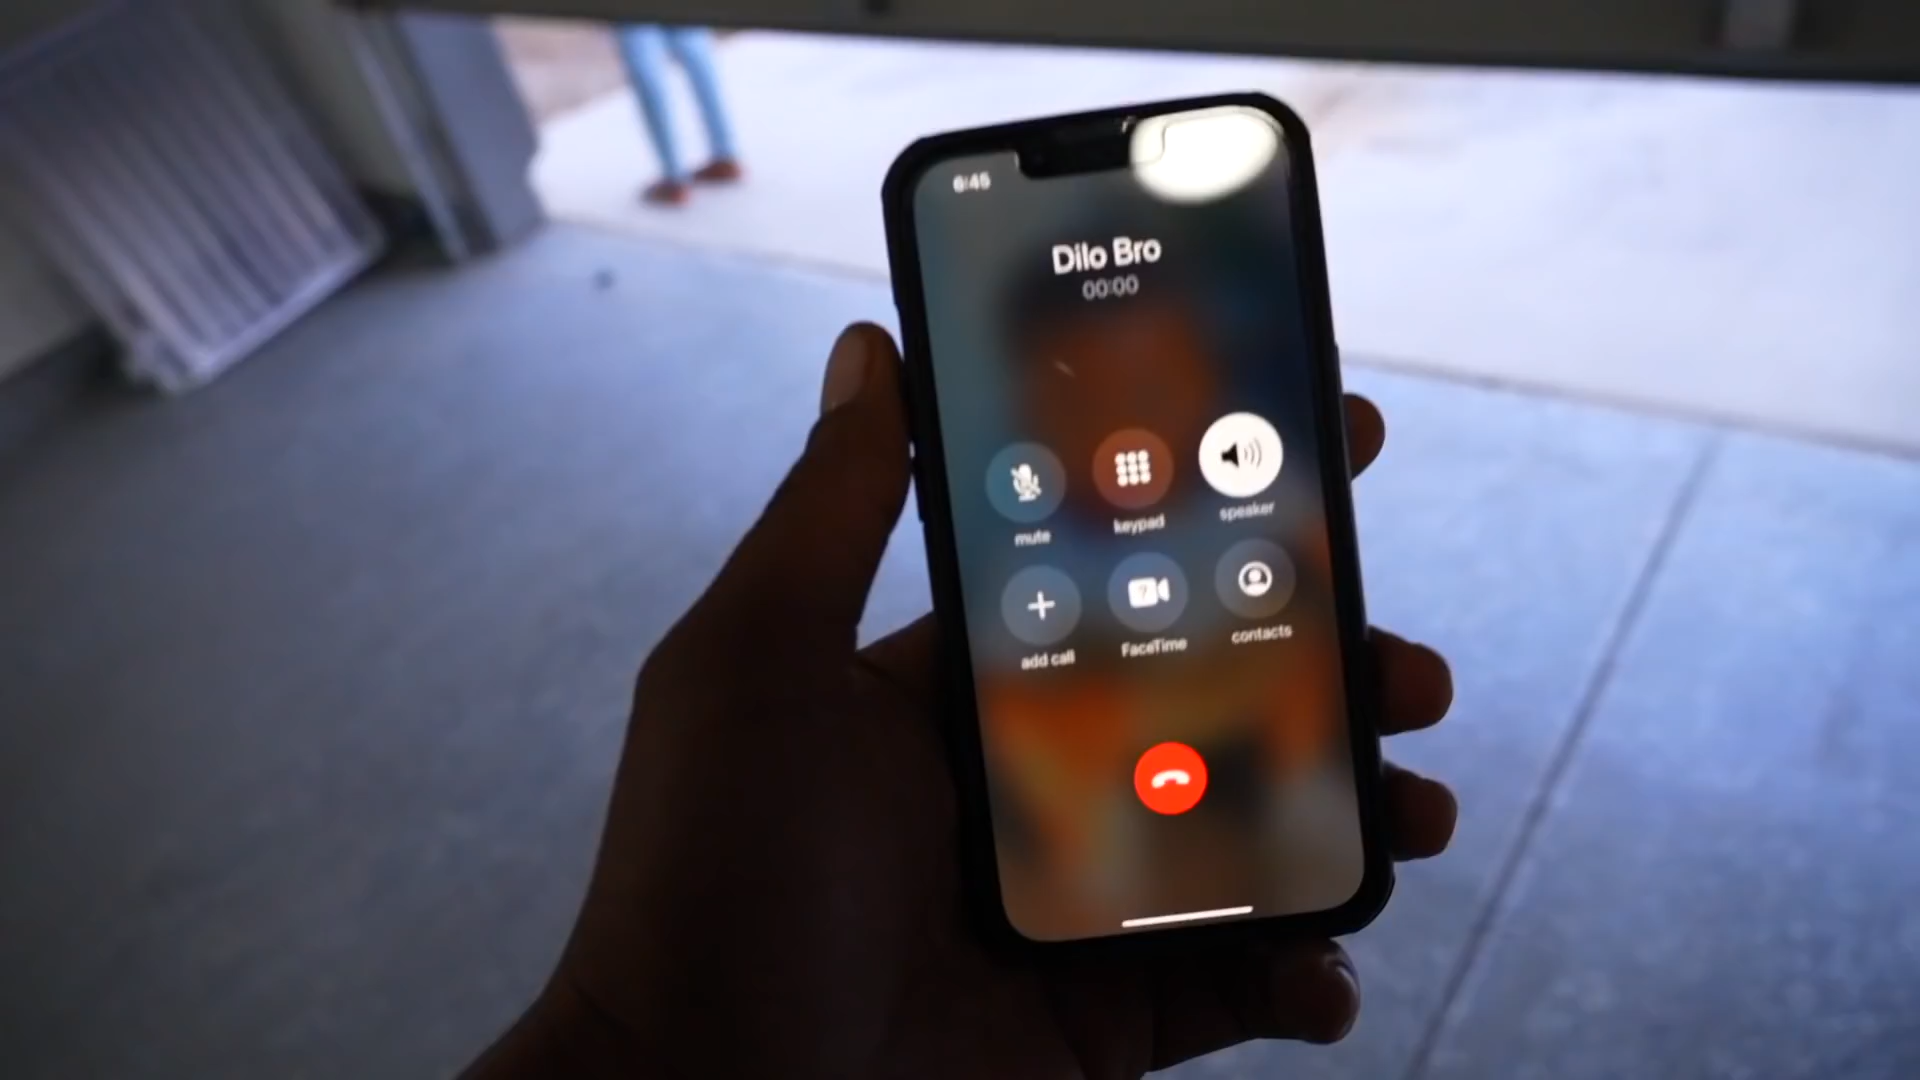 6:45
Dilo Bro
00:00
mute
keypad
speaker
add call
FaceTime
contacts